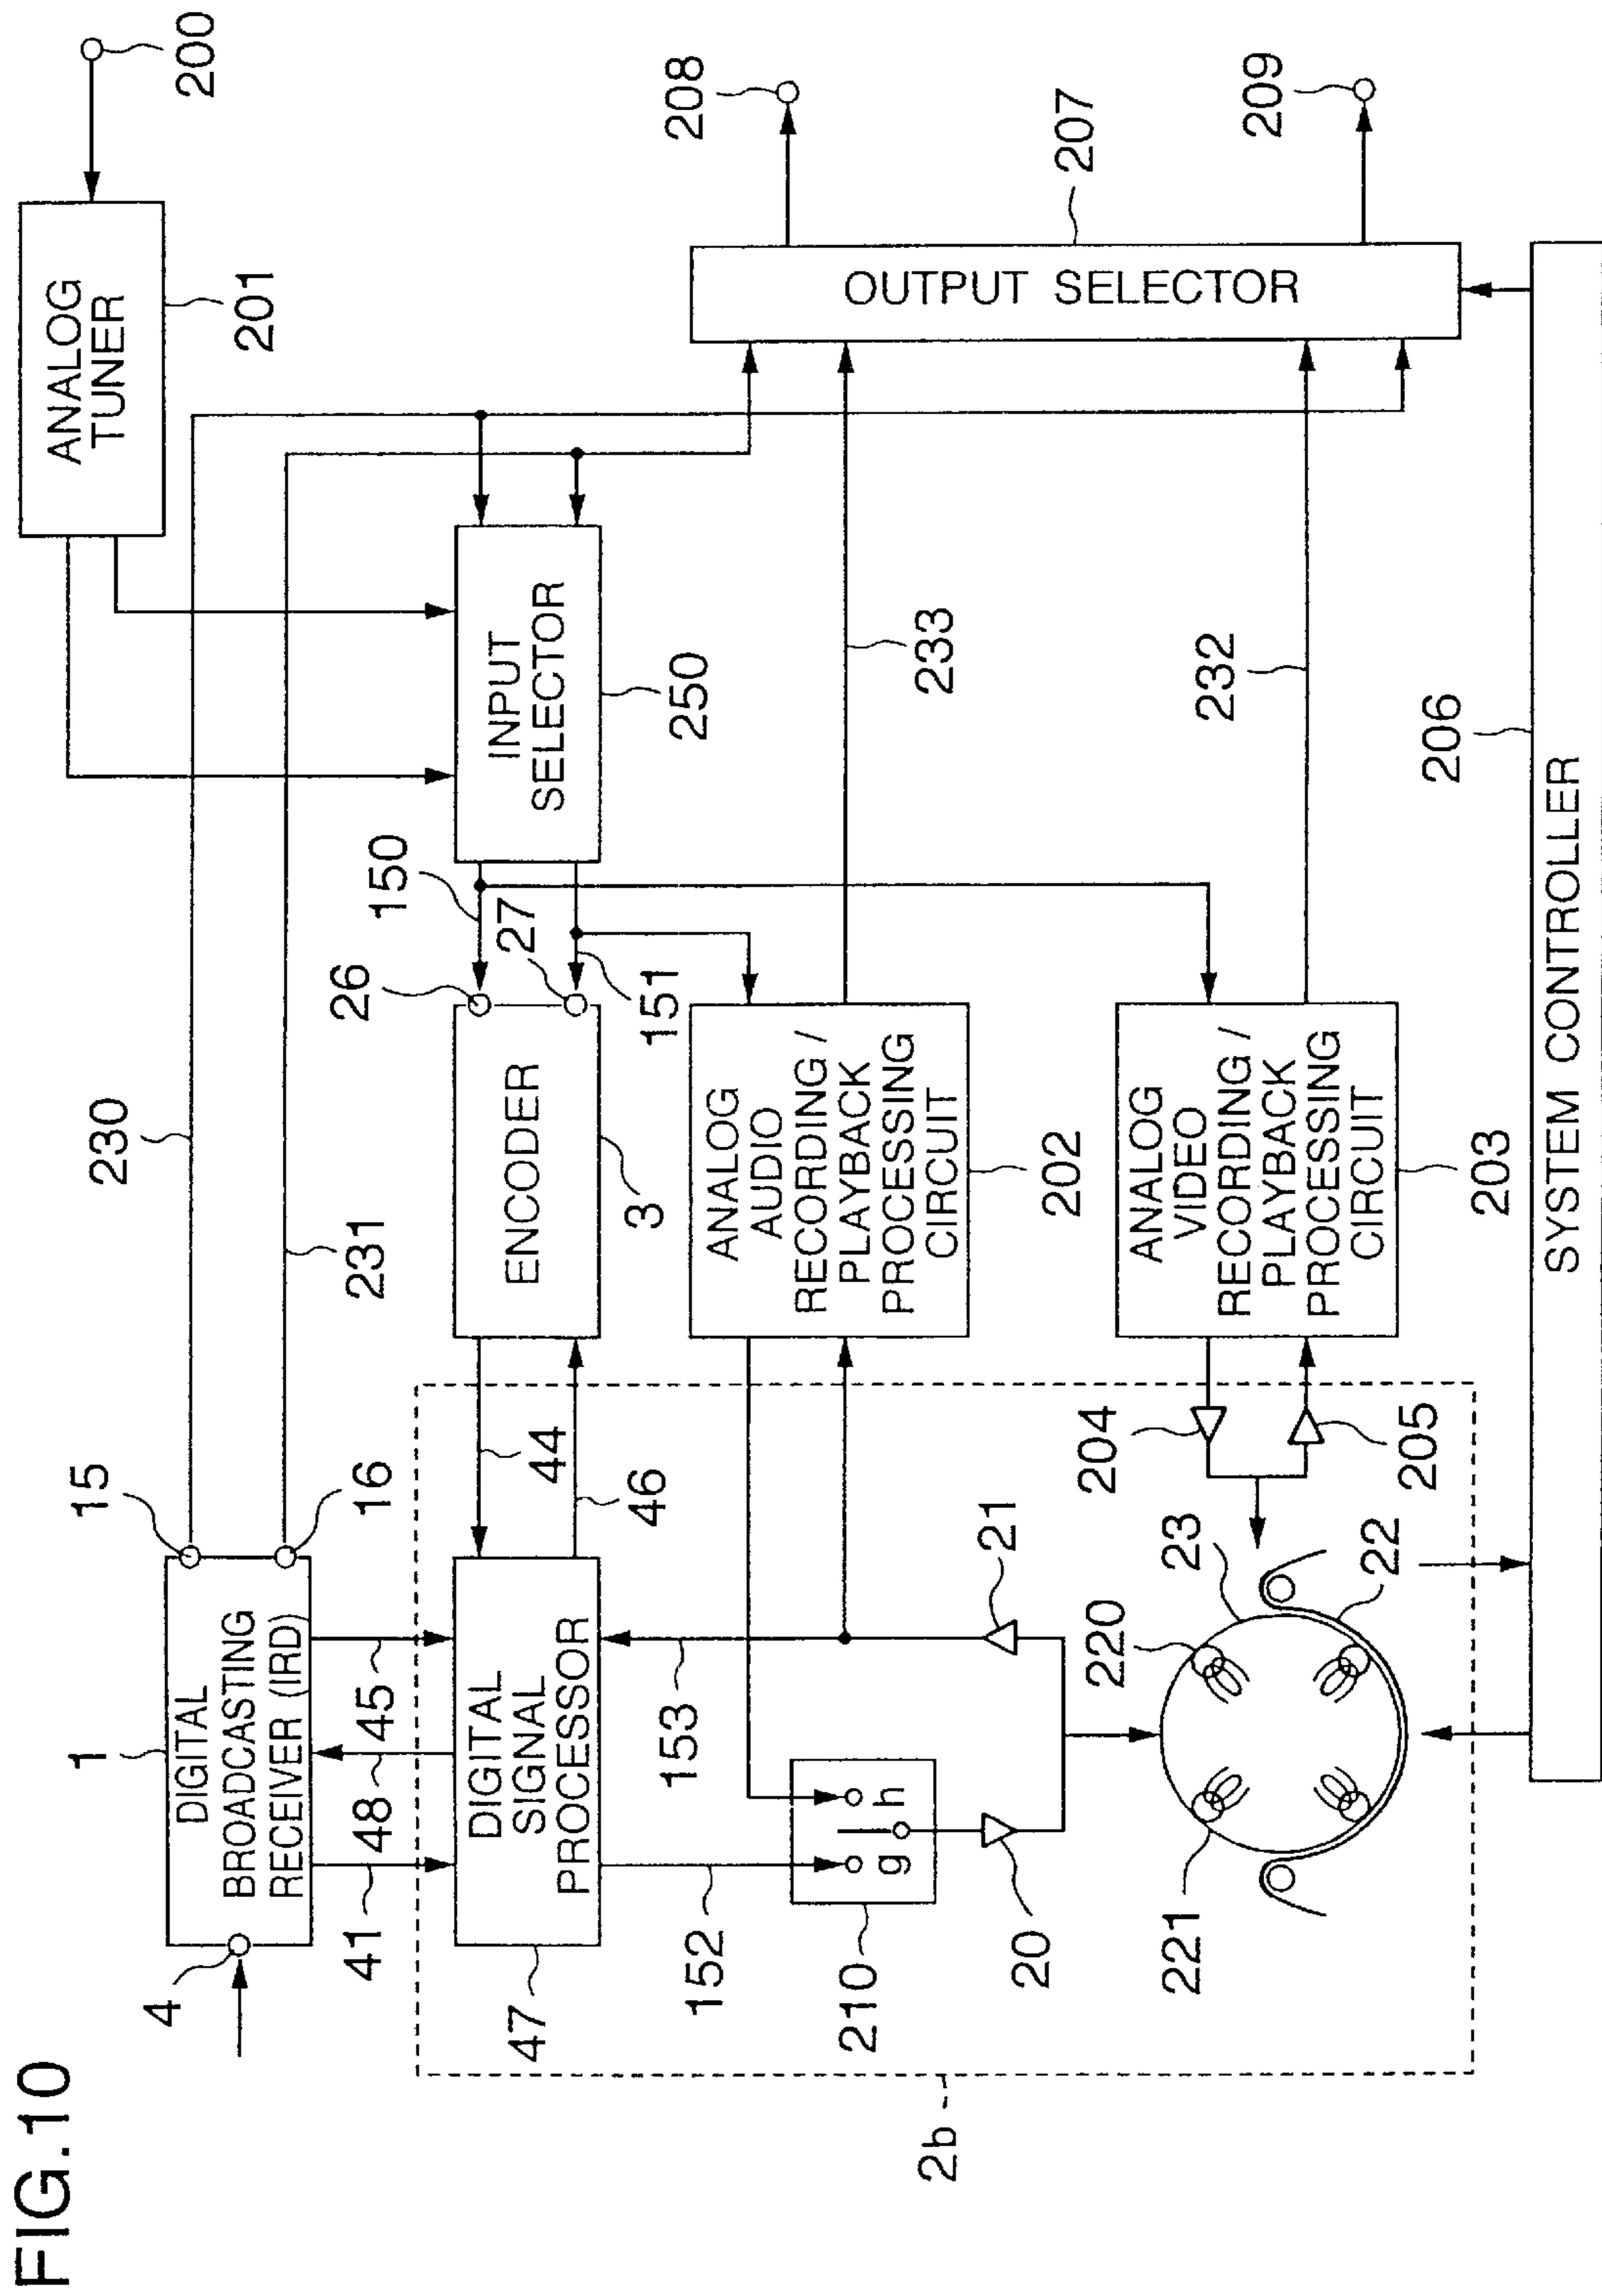 FIG.10
4
1
DIGITAL
BROADCASTING
RECEIVER (IRD)
15
16
230
231
ANALOG
TUNER
201
200
41
48
45
44
46
47
DIGITAL
SIGNAL
PROCESSOR
ENCODER
3
26
27
150
151
INPUT
SELECTOR
250
152
153
210
g
h
20
21
ANALOG
AUDIO
RECORDING /
PLAYBACK
PROCESSING
CIRCUIT
202
233
OUTPUT SELECTOR
207
208
209
221
220
23
22
204
205
ANALOG
VIDEO
RECORDING /
PLAYBACK
PROCESSING
CIRCUIT
203
232
206
2b
SYSTEM CONTROLLER